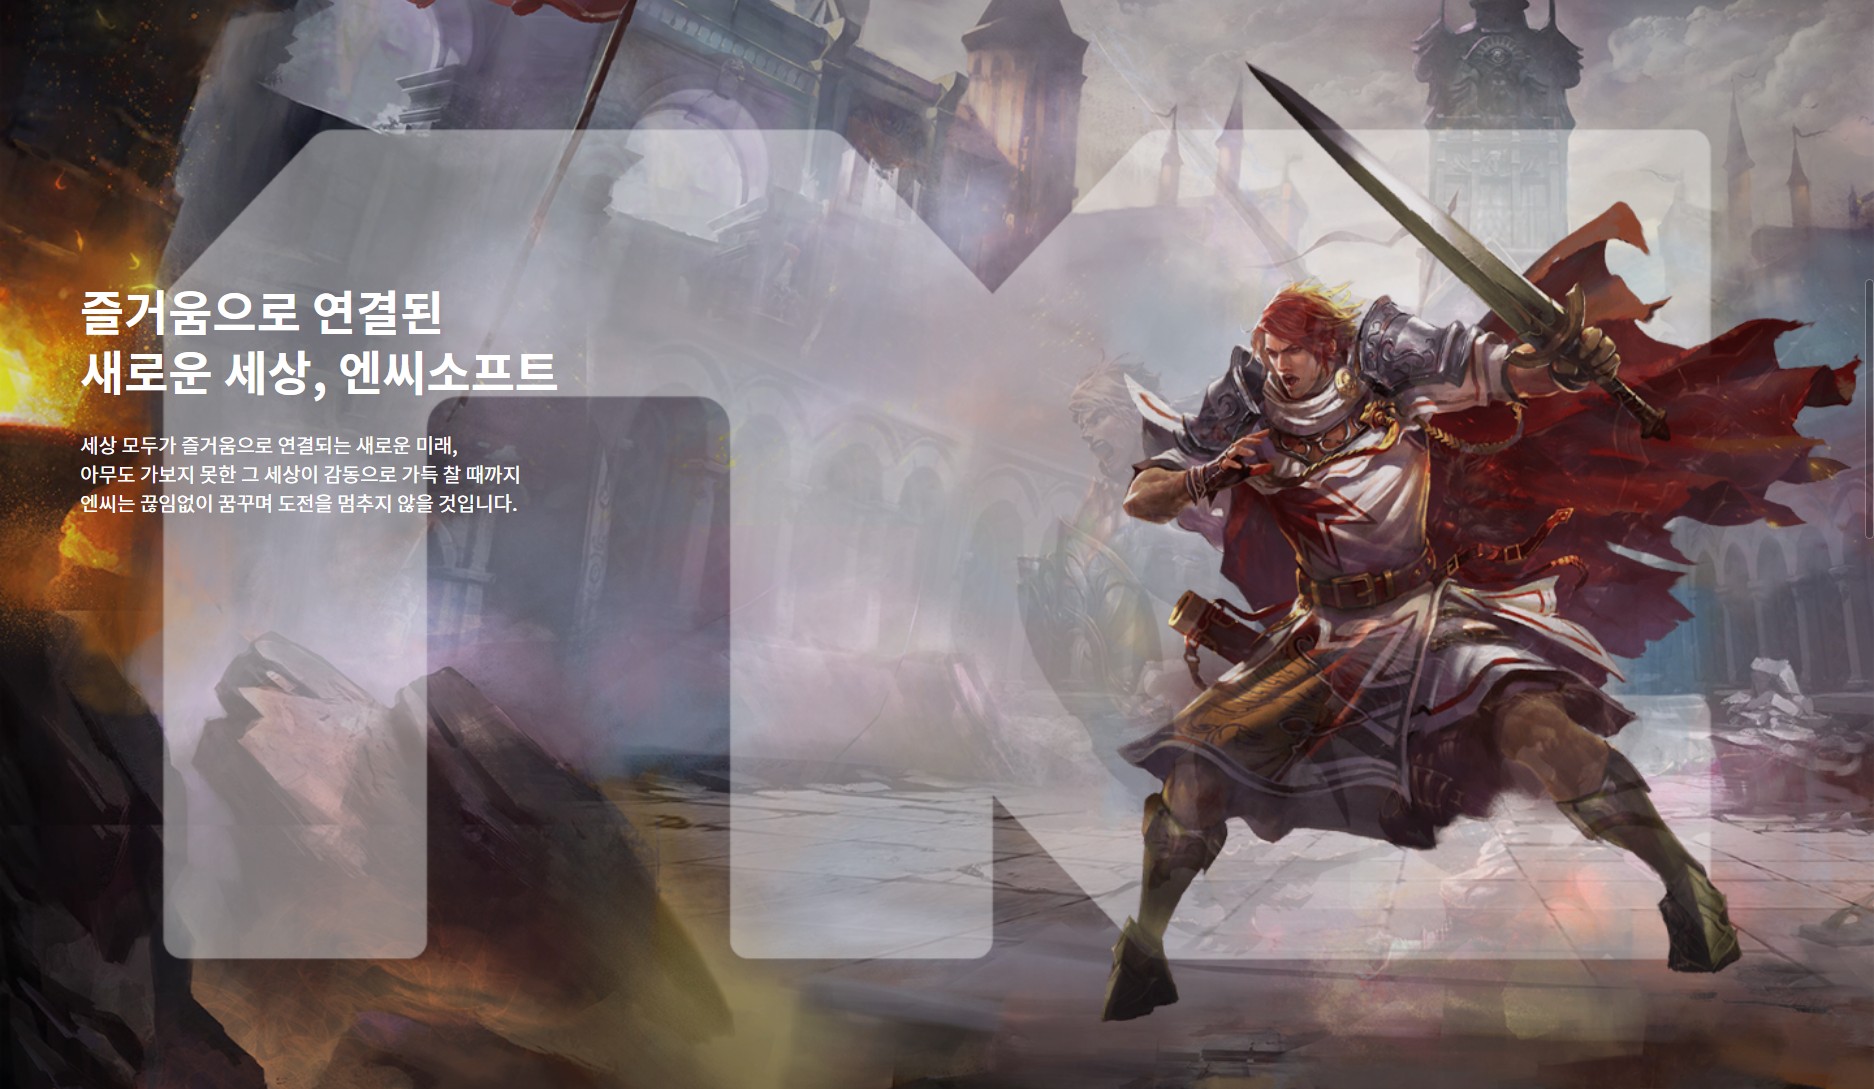 즐거움으로 연결된
새로운 세상, 엔씨소프트
세상 모두가 즐거움으로 연결되는 새로운 미래,
아무도 가보지 못한 그 세상이 감동으로 가득 찰 때까지
엔씨는 끊임없이 꿈꾸며 도전을 멈추지 않을 것입니다.